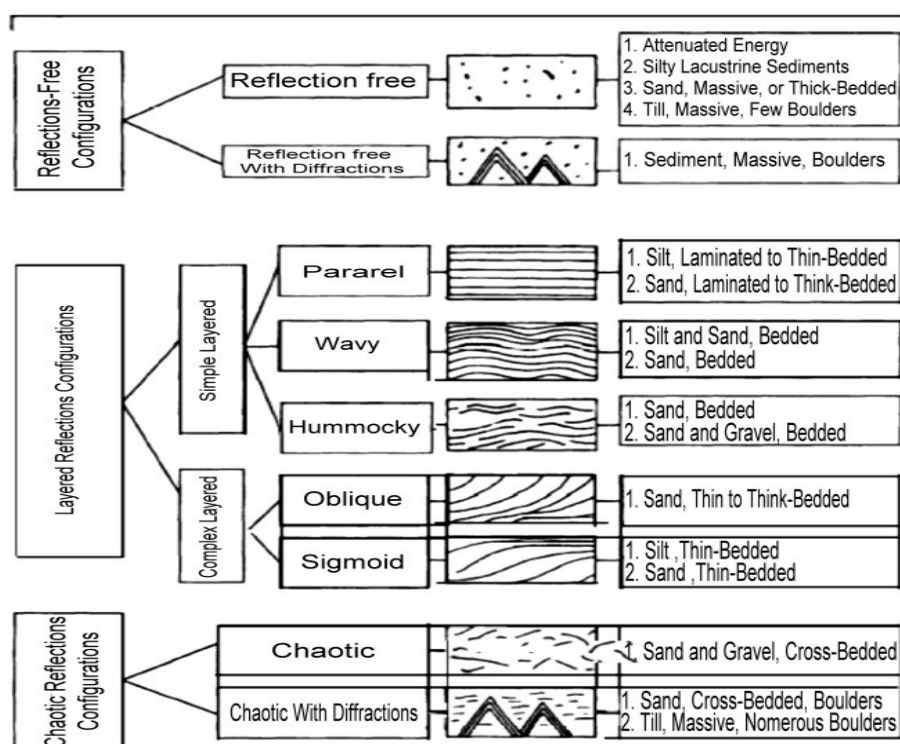 Reflections-Free
Configurations
Reflection free
1. Attenuated Energy
2. Silty Lacustrine Sediments
3. Sand, Massive, or Thick-Bedded
4. Till, Massive, Few Boulders
Reflection free
With Diffractions
1. Sediment, Massive, Boulders
Layered Reflections Configurations
Simple Layered
Pararel
1. Silt, Laminated to Thin-Bedded
2. Sand, Laminated to Think-Bedded
Wavy
1. Silt and Sand, Bedded
2. Sand, Bedded
Hummocky
1. Sand, Bedded
2. Sand and Gravel, Bedded
Complex Layered
Oblique
1. Sand, Thin to Think-Bedded
Sigmoid
1. Silt ,Thin-Bedded
2. Sand ,Thin-Bedded
Chaotic Reflections
Configurations
Chaotic
1. Sand and Gravel, Cross-Bedded
Chaotic With Diffractions
1. Sand, Cross-Bedded, Boulders
2. Till, Massive, Nomerous Boulders